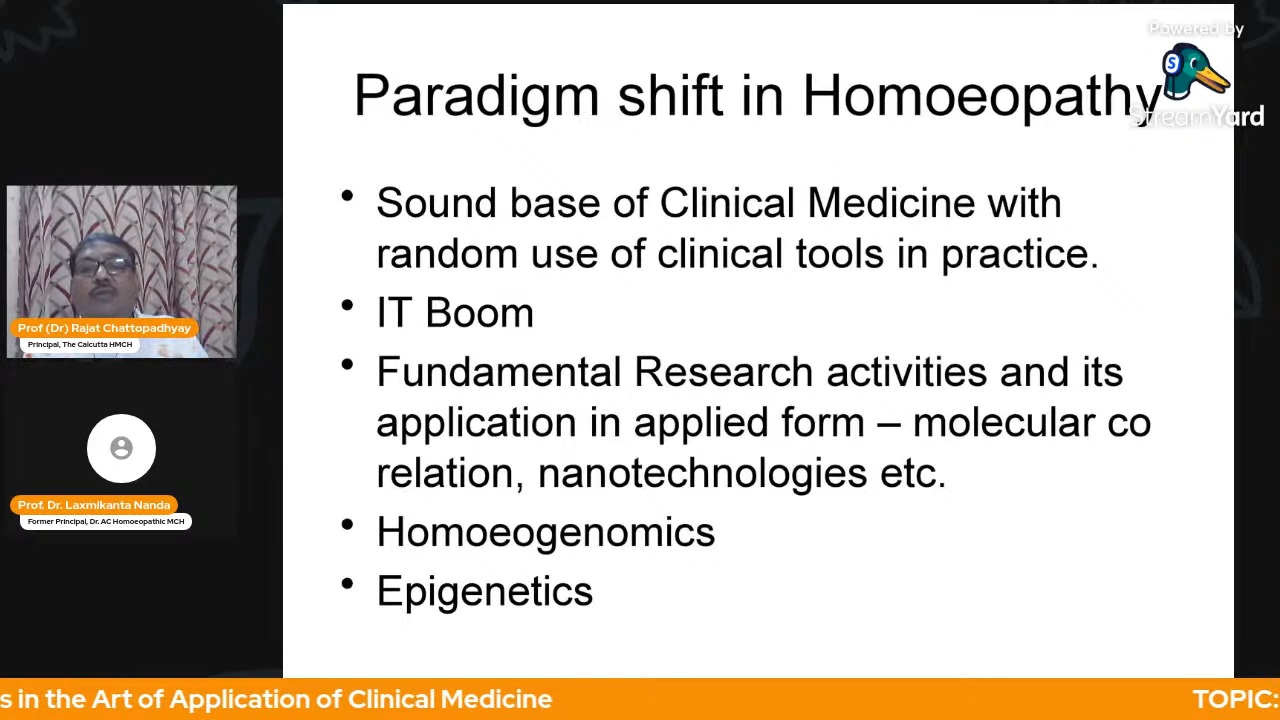 Powered by
StreamYard
Paradigm shift in Homoeopathy
• Sound base of Clinical Medicine with
random use of clinical tools in practice.
• IT Boom
• Fundamental Research activities and its
application in applied form – molecular co
relation, nanotechnologies etc.
• Homoeogenomics
• Epigenetics
Prof (Dr) Rajat Chattopadhyay
Principal, The Calcutta HMCH
Prof. Dr. Laxmikanta Nanda
Former Principal, Dr. AC Homoeopathic MCH
s in the Art of Application of Clinical Medicine
TOPIC: